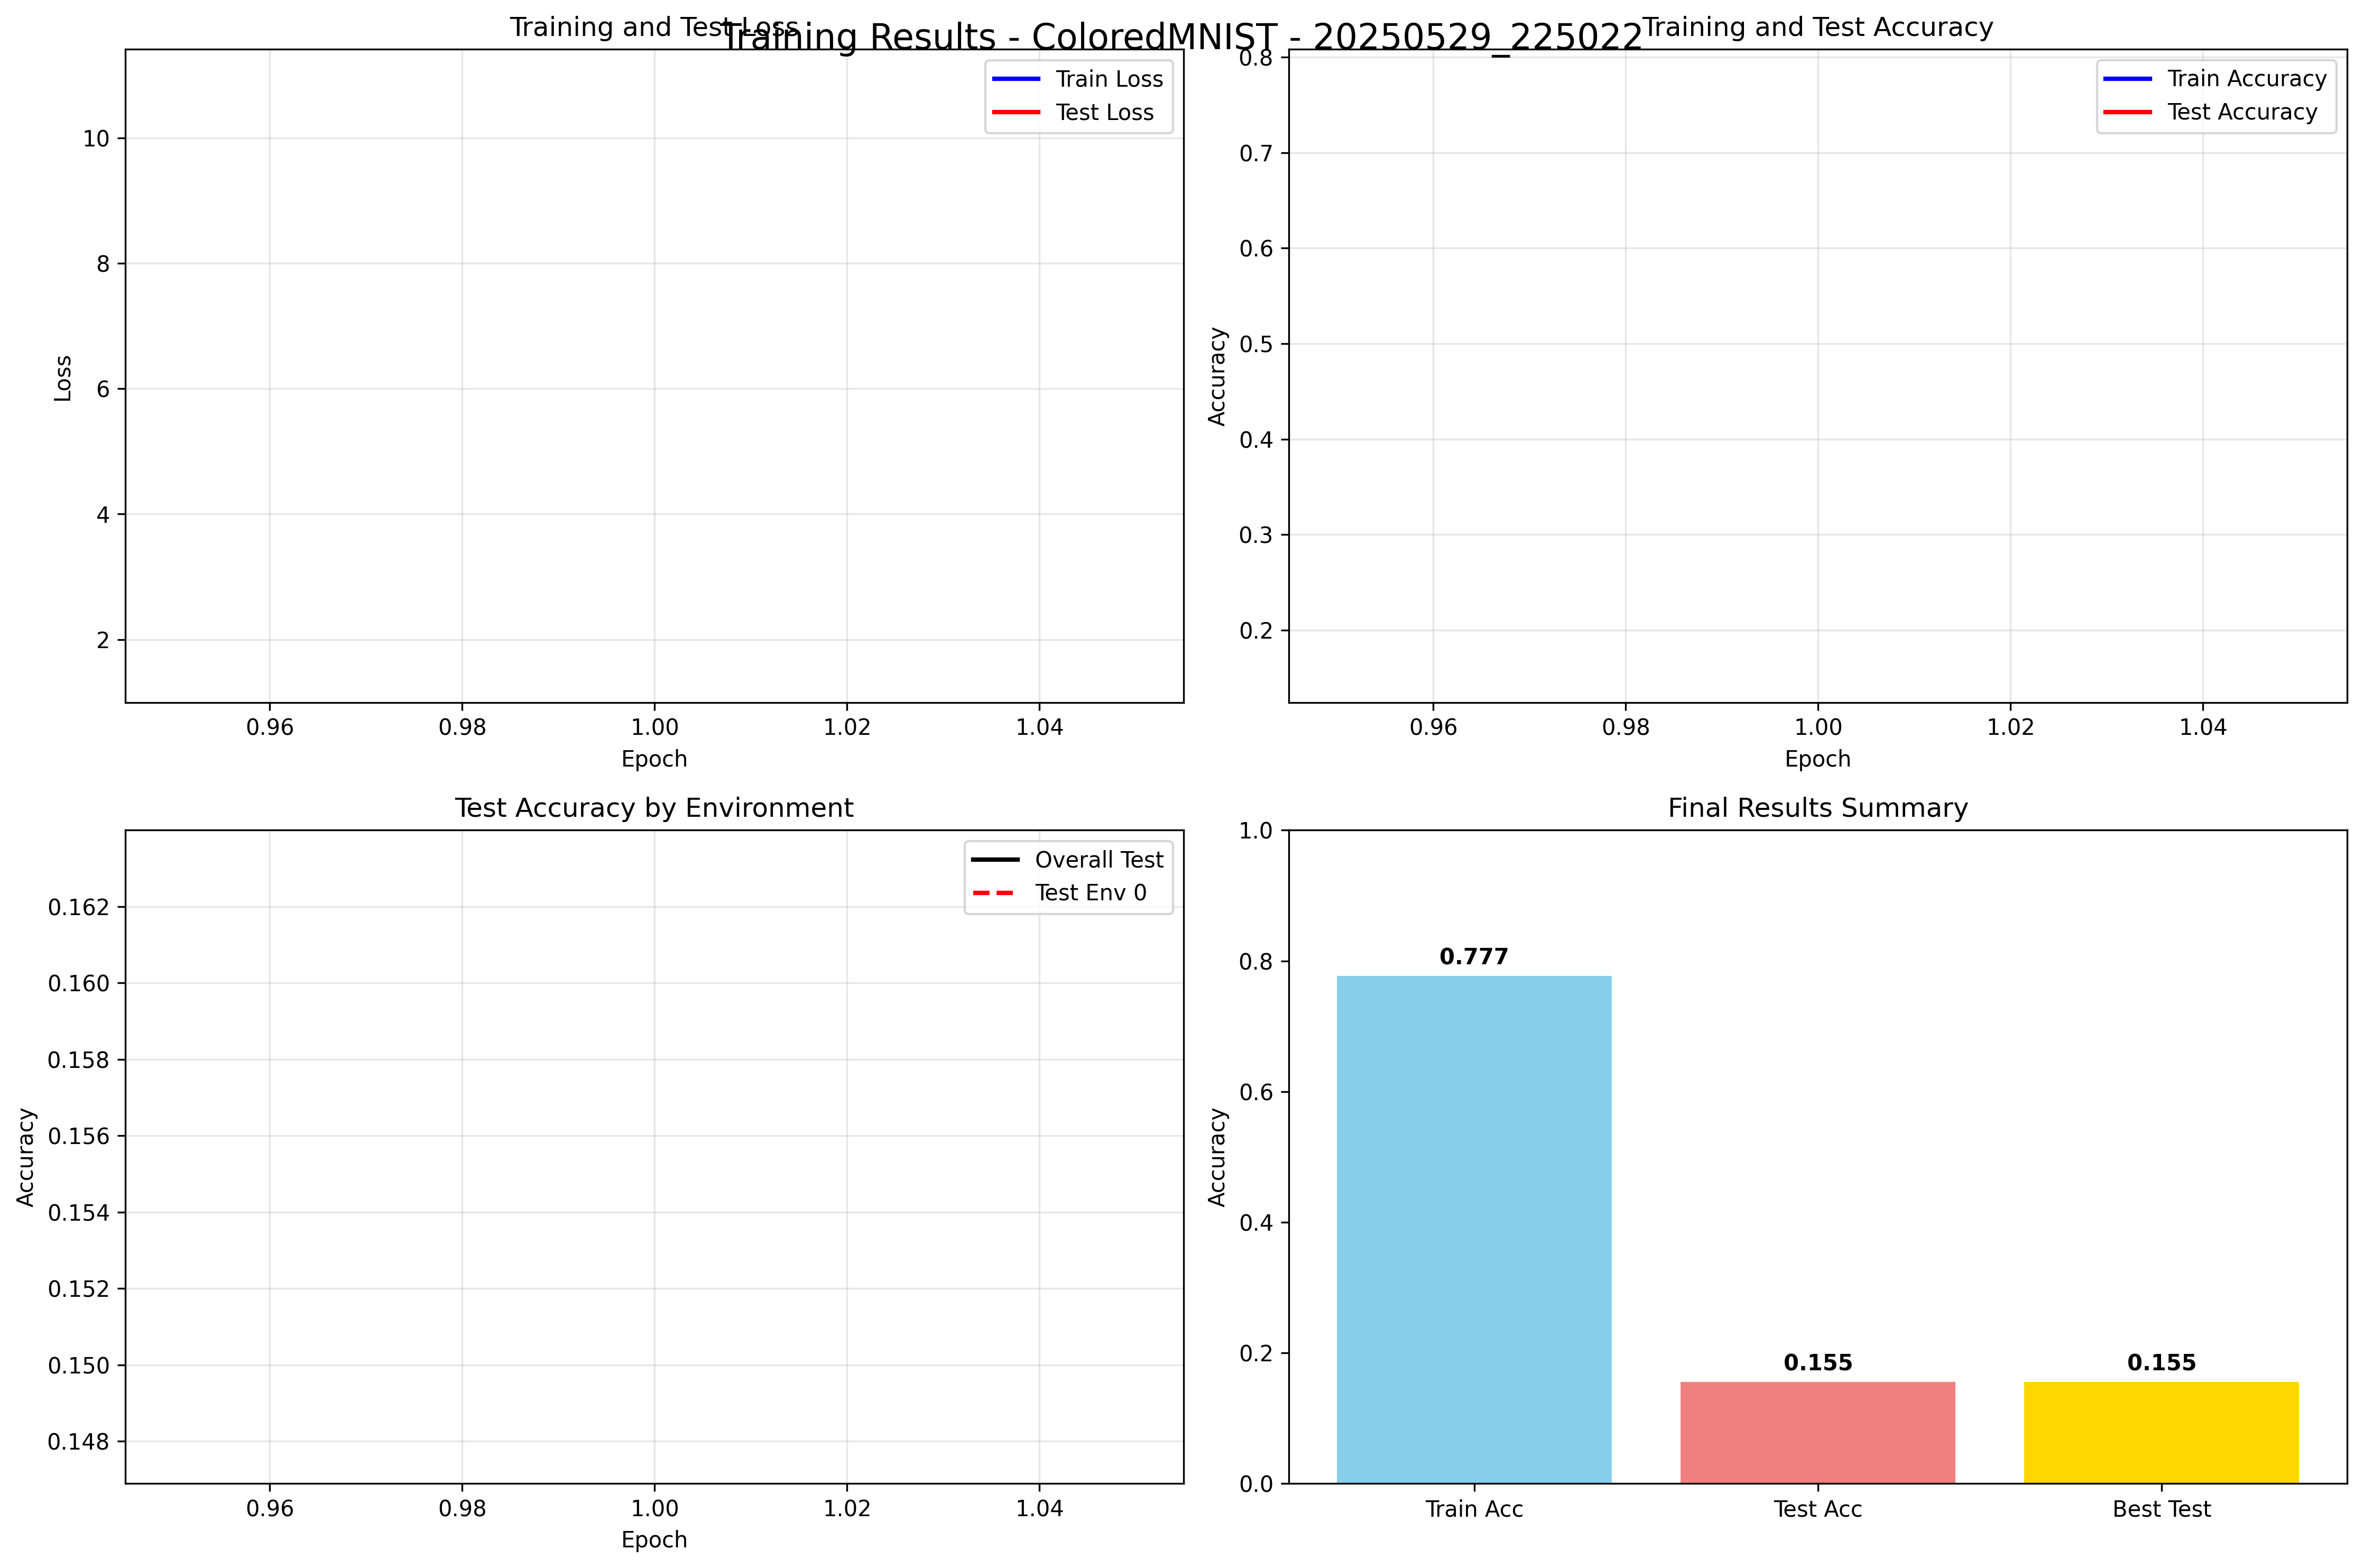 Training Results - ColoredMNIST - 20250529_225022
Training and Test Loss
Train Loss
Test Loss
Loss
10
8
6
4
2
0.96 0.98 1.00 1.02 1.04
Epoch
Training and Test Accuracy
Train Accuracy
Test Accuracy
Accuracy
0.8
0.7
0.6
0.5
0.4
0.3
0.2
0.96 0.98 1.00 1.02 1.04
Epoch
Test Accuracy by Environment
Overall Test
Test Env 0
Accuracy
0.162
0.160
0.158
0.156
0.154
0.152
0.150
0.148
0.96 0.98 1.00 1.02 1.04
Epoch
Final Results Summary
Accuracy
1.0
0.8
0.6
0.4
0.2
0.0
0.777
0.155
0.155
Train Acc Test Acc Best Test